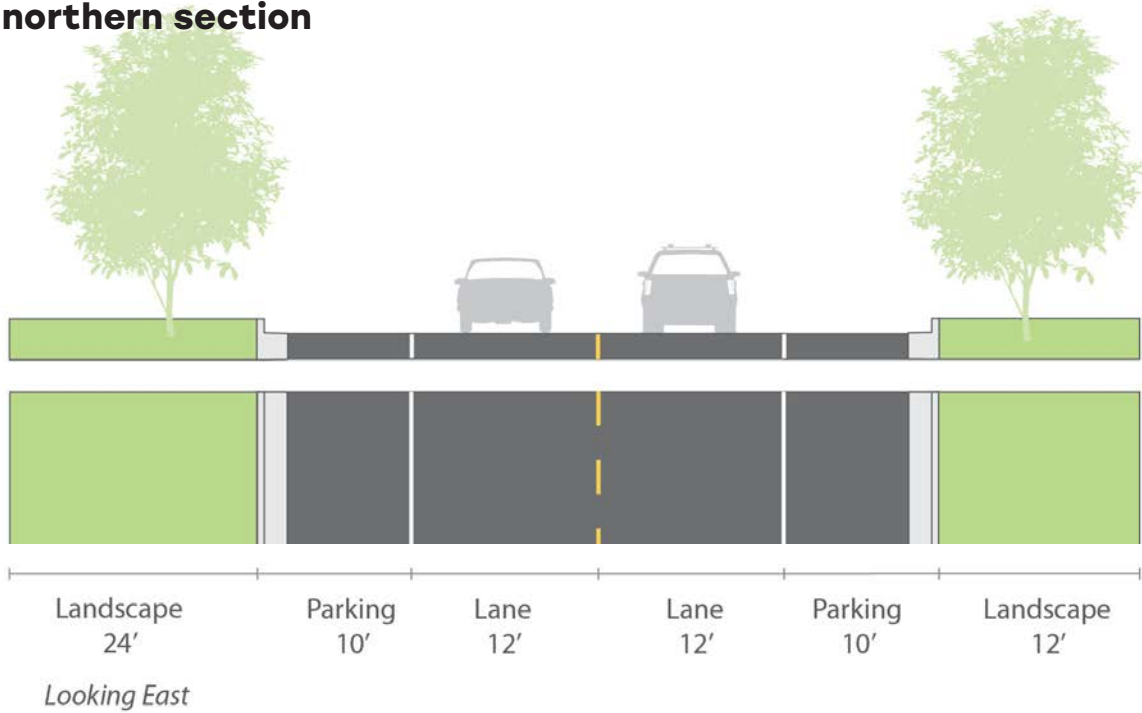 northern section
Landscape
24′
Parking
10′
Lane
12′
Lane
12′
Parking
10′
Landscape
12′
Looking East